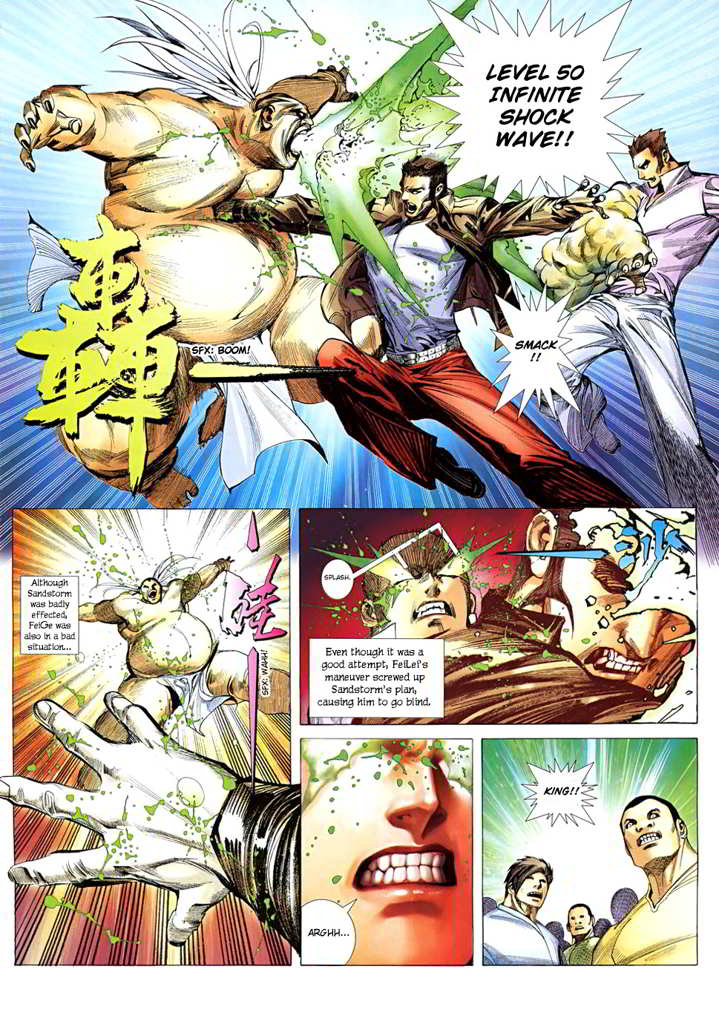 LEVEL 50
INFINITE
SHOCK
WAVE!!
SMACK
!!
轟
SFX: BOOM!
Although
Sandstorm
was badly
effected,
FeiGe was
also in a bad
situation...
SFX: WAHH!
SPLASH.
Even though it was a
good attempt, FeiLei's
maneuver screwed up
Sandstorm's plan,
causing him to go blind.
ARGHH...
KING!!